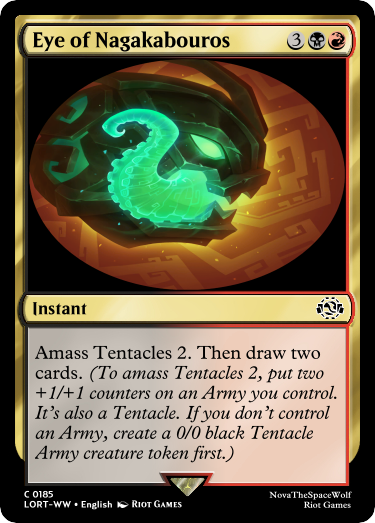 Eye of Nagakabouros 3
Instant
Amass Tentacles 2. Then draw two
cards. (To amass Tentacles 2, put two
+1/+1 counters on an Army you control.
It's also a Tentacle. If you don't control
an Army, create a 0/0 black Tentacle
Army creature token first.)
C 0185
LORT-WW • English RIOT GAMES
NovaTheSpaceWolf
Riot Games